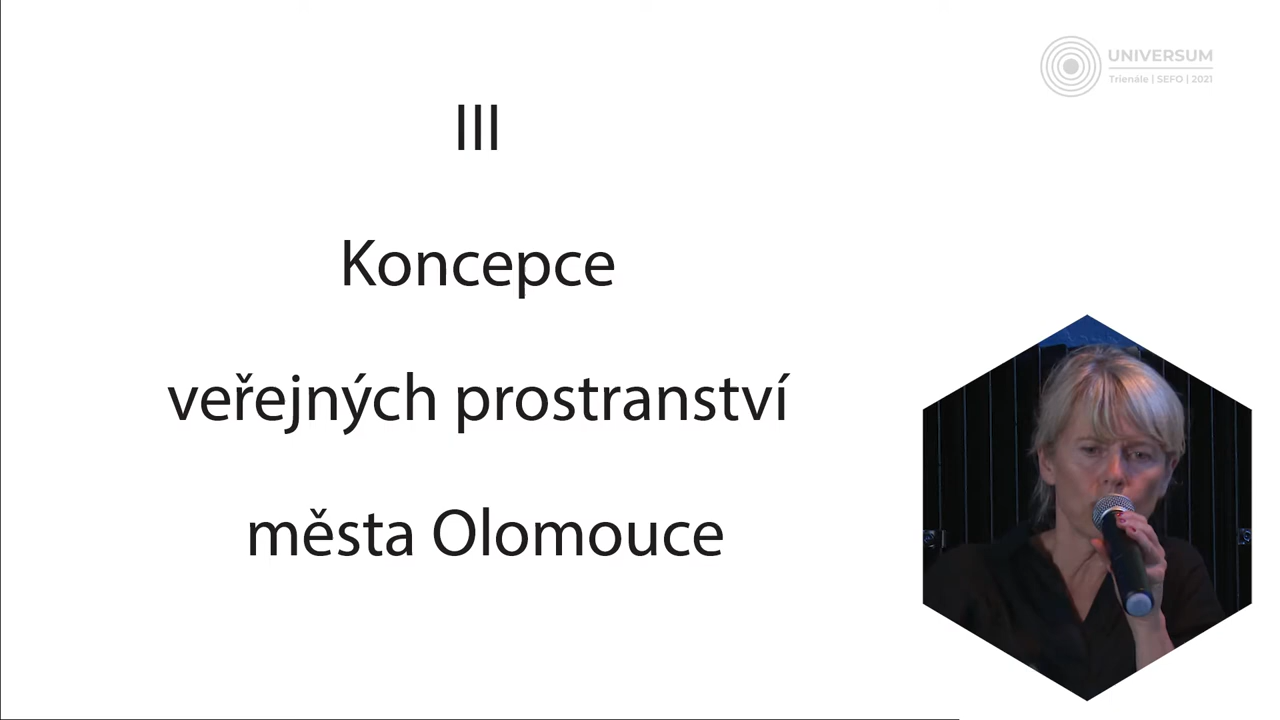 UNIVERSUM
Trienále | SEFO | 2021
III
Koncepce
veřejných prostranství
města Olomouce